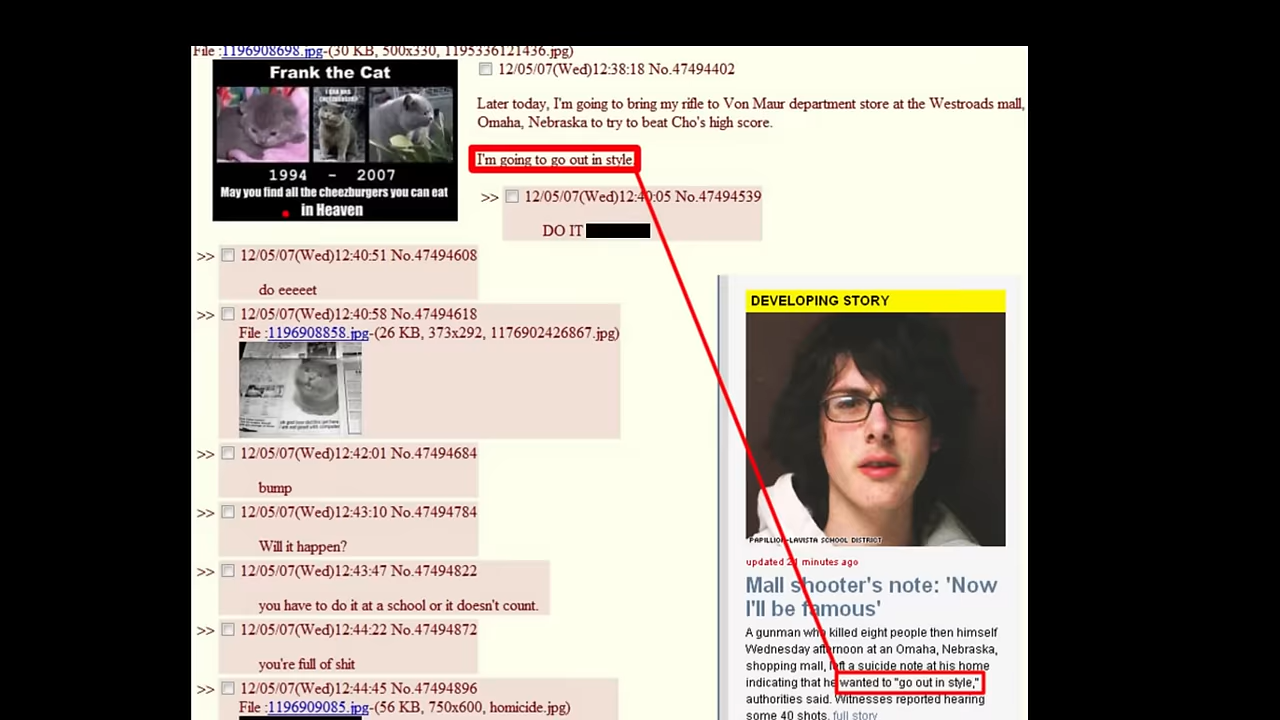 File :1196908698.jpg-(30 KB, 500x330, 1195336121436.jpg)
Frank the Cat
1994 - 2007
May you find all the cheezburgers you can eat
in Heaven
12/05/07(Wed)12:38:18 No.47494402
Later today, I'm going to bring my rifle to Von Maur department store at the Westroads mall,
Omaha, Nebraska to try to beat Cho's high score.
I'm going to go out in style.
>> 12/05/07(Wed)12:40:05 No.47494539
DO IT
>> 12/05/07(Wed)12:40:51 No.47494608
do eeeeet
>> 12/05/07(Wed)12:40:58 No.47494618
File :1196908858.jpg-(26 KB, 373x292, 1176902426867.jpg)
>> 12/05/07(Wed)12:42:01 No.47494684
bump
>> 12/05/07(Wed)12:43:10 No.47494784
Will it happen?
>> 12/05/07(Wed)12:43:47 No.47494822
you have to do it at a school or it doesn't count.
>> 12/05/07(Wed)12:44:22 No.47494872
you're full of shit
>> 12/05/07(Wed)12:44:45 No.47494896
File :1196909085.jpg-(56 KB, 750x600, homicide.jpg)
DEVELOPING STORY
PAPILLION-LAVISTA SCHOOL DISTRICT
updated 21 minutes ago
Mall shooter's note: 'Now
I'll be famous'
A gunman who killed eight people then himself
Wednesday afternoon at an Omaha, Nebraska,
shopping mall, left a suicide note at his home
indicating that he wanted to "go out in style,"
authorities said. Witnesses reported hearing
some 40 shots. full story